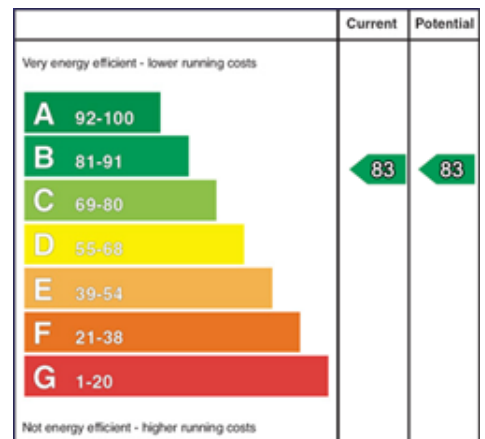 Current Potential
Very energy efficient - lower running costs
A 92-100
B 81-91 83 83
C 69-80
D 55-68
E 39-54
F 21-38
G 1-20
Not energy efficient - higher running costs